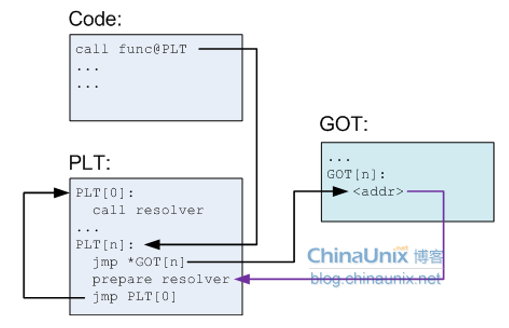 Code:
call func@PLT
...
...
PLT:
PLT[0]:
call resolver
...
PLT[n]:
jmp *GOT[n]
prepare resolver
jmp PLT[0]
GOT:
...
GOT[n]:
<addr>
ChinaUnix.net 博客
blog.chinaunix.net